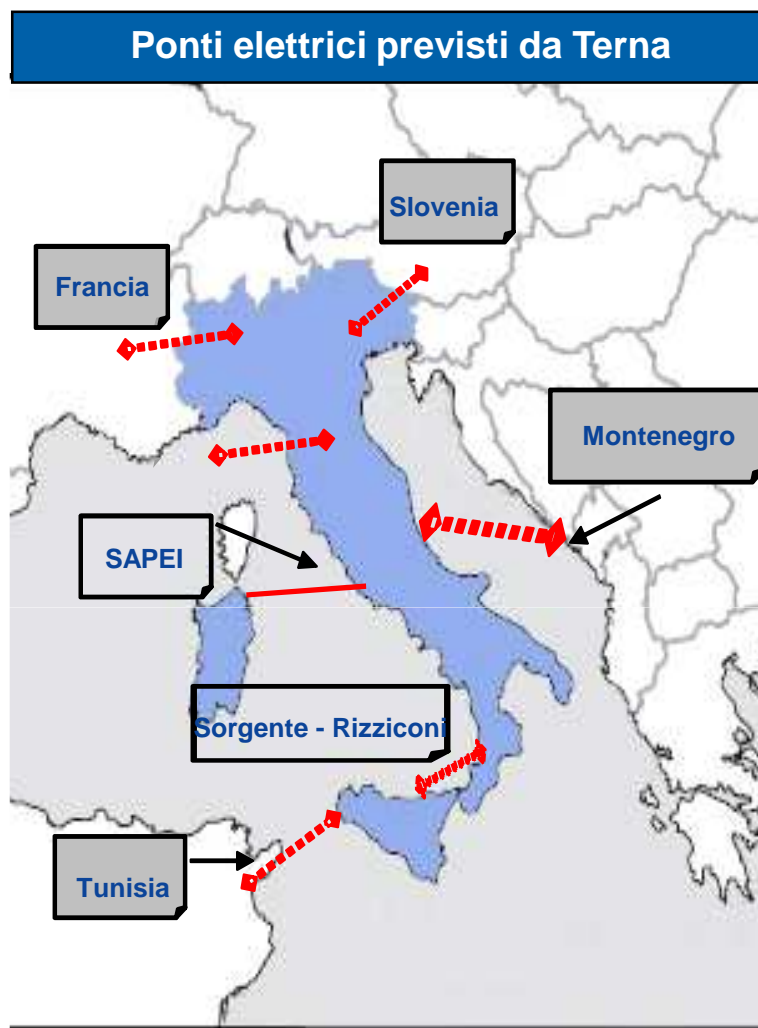 Ponti elettrici previsti da Terna
Slovenia
Francia
Montenegro
SAPEI
Sorgente - Rizziconi
Tunisia